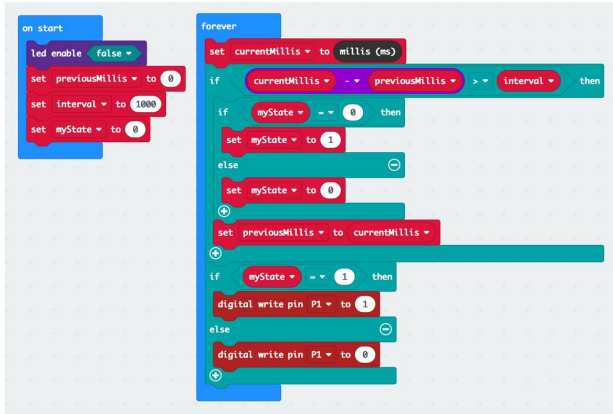 on start
led enable false
set previousMillis to 0
set interval to 1000
set myState to 0
forever
set currentMillis to millis (ms)
if currentMillis - previousMillis > interval then
if myState = 0 then
set myState to 1
else
set myState to 0
set previousMillis to currentMillis
if myState = 1 then
digital write pin P1 to 1
else
digital write pin P1 to 0